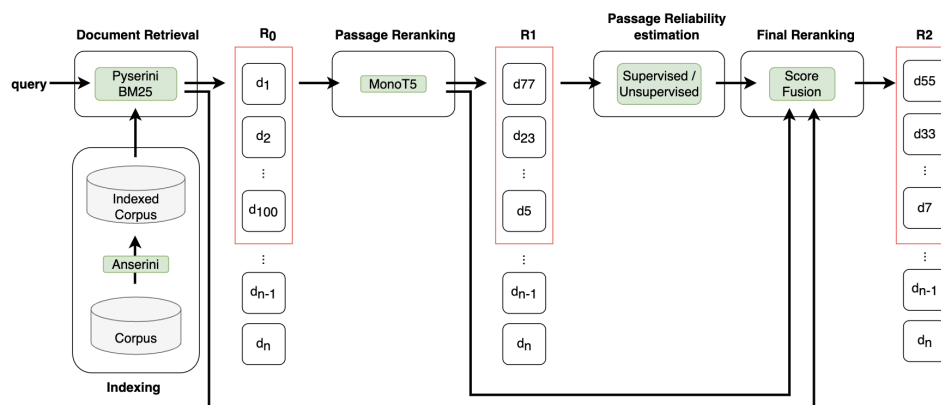 Document Retrieval
R0
Passage Reranking
R1
Passage Reliability
estimation
Final Reranking
R2
query
Pyserini
BM25
d1
MonoT5
d77
Supervised /
Unsupervised
Score
Fusion
d55
d2
d23
d33
...
...
...
Indexed
Corpus
d100
d5
d7
Anserini
...
...
...
Corpus
dn-1
dn-1
dn-1
dn
dn
dn
Indexing